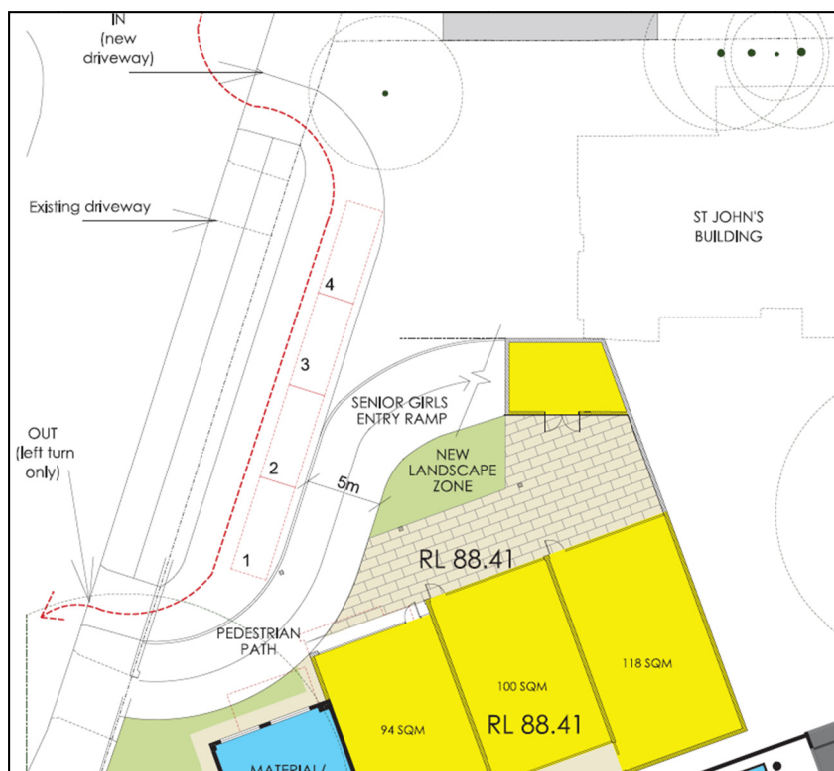 IN
(new
driveway)
Existing driveway
ST JOHN'S
BUILDING
4
3
SENIOR GIRLS
ENTRY RAMP
OUT
(left turn
only)
NEW
LANDSCAPE
ZONE
2
5m
1
RL 88.41
PEDESTRIAN
PATH
118 SQM
100 SQM
94 SQM
RL 88.41
MATERIAL/